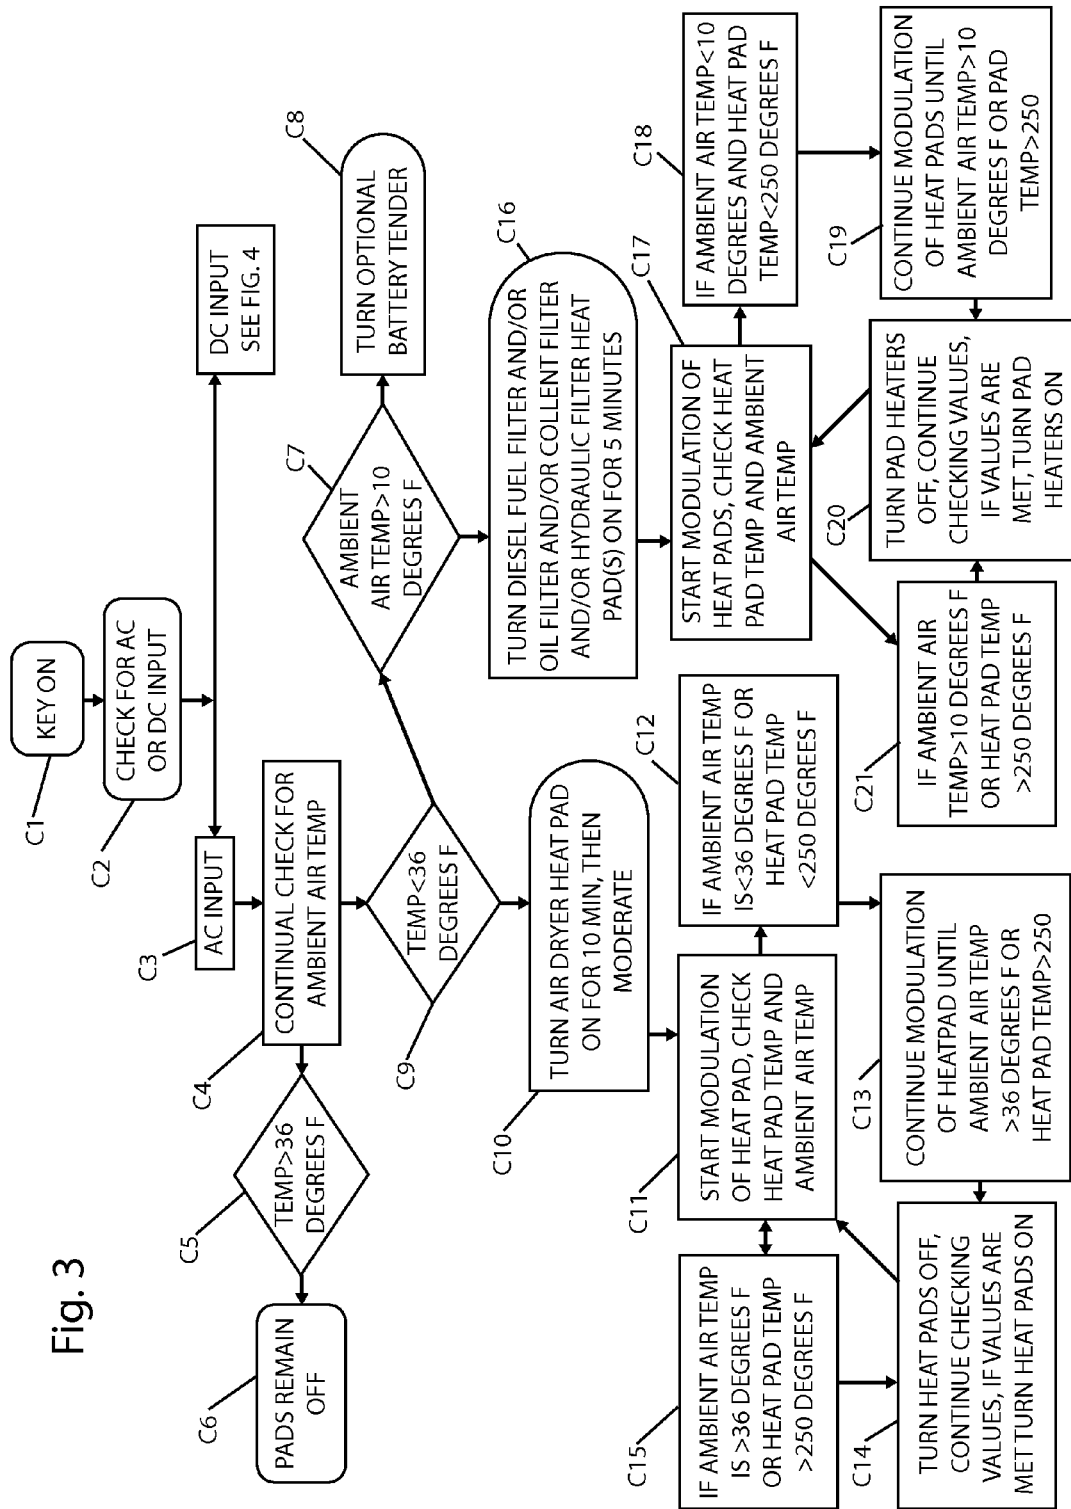 Fig. 3
C1
KEY ON
C2
CHECK FOR AC
OR DC INPUT
C3
AC INPUT
DC INPUT
SEE FIG. 4
C4
CONTINUAL CHECK FOR
AMBIENT AIR TEMP
C5
TEMP>36
DEGREES F
C6
PADS REMAIN
OFF
C7
AMBIENT
AIR TEMP>10
DEGREES F
C8
TURN OPTIONAL
BATTERY TENDER
C9
TEMP<36
DEGREES F
C10
TURN AIR DRYER HEAT PAD
ON FOR 10 MIN, THEN
MODERATE
C11
START MODULATION
OF HEAT PAD, CHECK
HEAT PAD TEMP AND
AMBIENT AIR TEMP
C12
IF AMBIENT AIR TEMP
IS<36 DEGREES F OR
HEAT PAD TEMP
<250 DEGREES F
C13
CONTINUE MODULATION
OF HEATPAD UNTIL
AMBIENT AIR TEMP
>36 DEGREES F OR
HEAT PAD TEMP>250
C14
TURN HEAT PADS OFF,
CONTINUE CHECKING
VALUES, IF VALUES ARE
MET TURN HEAT PADS ON
C15
IF AMBIENT AIR TEMP
IS >36 DEGREES F
OR HEAT PAD TEMP
>250 DEGREES F
C16
TURN DIESEL FUEL FILTER AND/OR
OIL FILTER AND/OR COLLENT FILTER
AND/OR HYDRAULIC FILTER HEAT
PAD(S) ON FOR 5 MINUTES
C17
START MODULATION OF
HEAT PADS, CHECK HEAT
PAD TEMP AND AMBIENT
AIR TEMP
C18
IF AMBIENT AIR TEMP<10
DEGREES AND HEAT PAD
TEMP<250 DEGREES F
C19
CONTINUE MODULATION
OF HEAT PADS UNTIL
AMBIENT AIR TEMP>10
DEGREES F OR PAD
TEMP>250
C20
TURN PAD HEATERS
OFF, CONTINUE
CHECKING VALUES,
IF VALUES ARE
MET, TURN PAD
HEATERS ON
C21
IF AMBIENT AIR
TEMP>10 DEGREES F
OR HEAT PAD TEMP
>250 DEGREES F